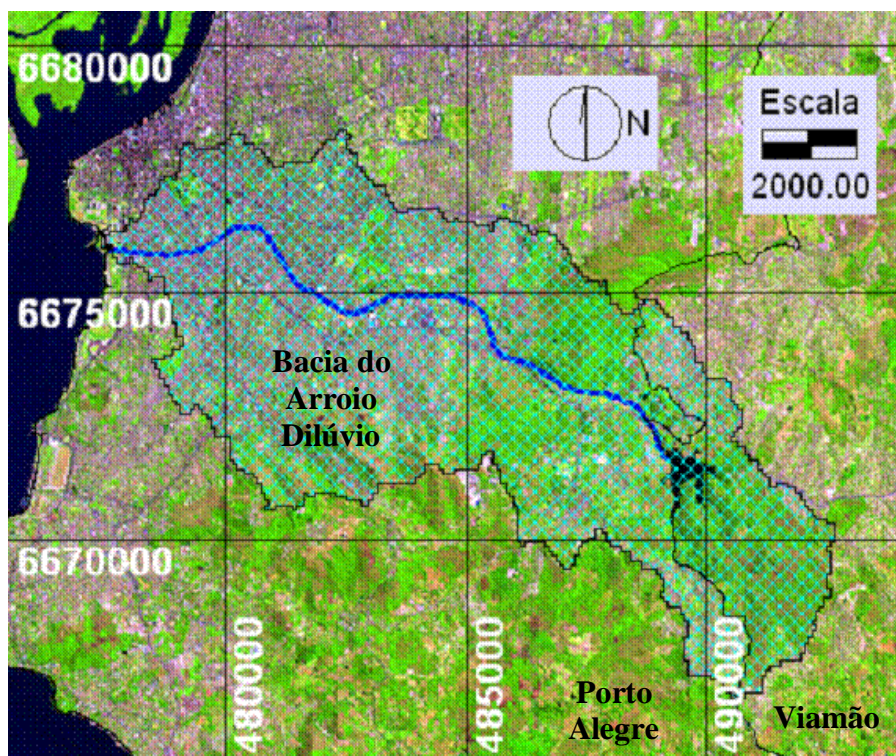 6680000
N
Escala
2000.00
6675000
Bacia do
Arroio
Dilúvio
6670000
480000
485000
490000
Porto
Alegre
Viamão